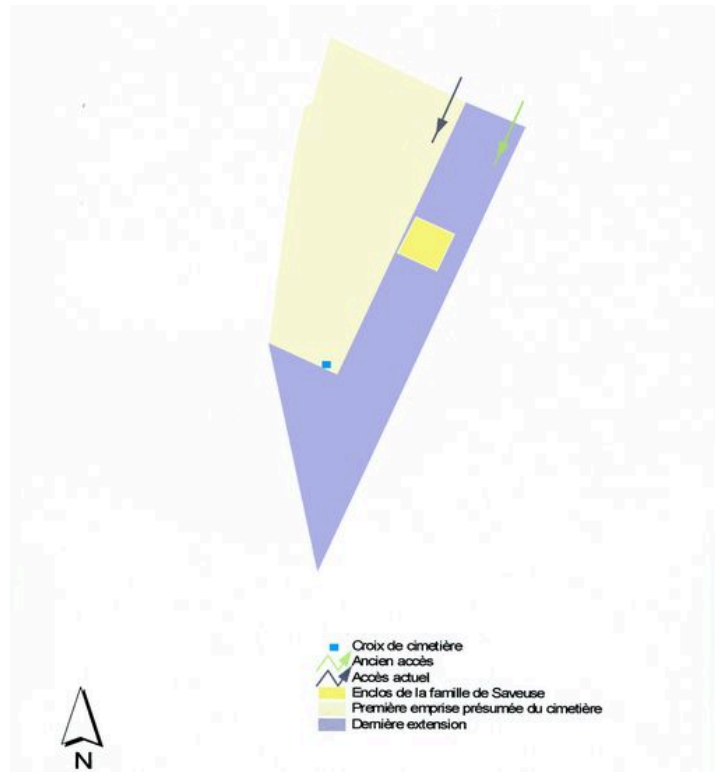 Croix de cimetière
Ancien accès
Accès actuel
Enclos de la famille de Saveuse
Première emprise présumée du cimetière
Dernière extension
N